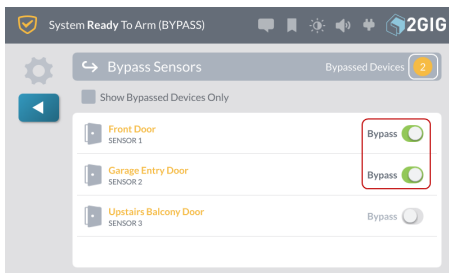 System Ready To Arm (BYPASS)
2GIG
Bypass Sensors
Bypassed Devices 2
Show Bypassed Devices Only
Front Door
SENSOR 1
Bypass
Garage Entry Door
SENSOR 2
Bypass
Upstairs Balcony Door
SENSOR 3
Bypass